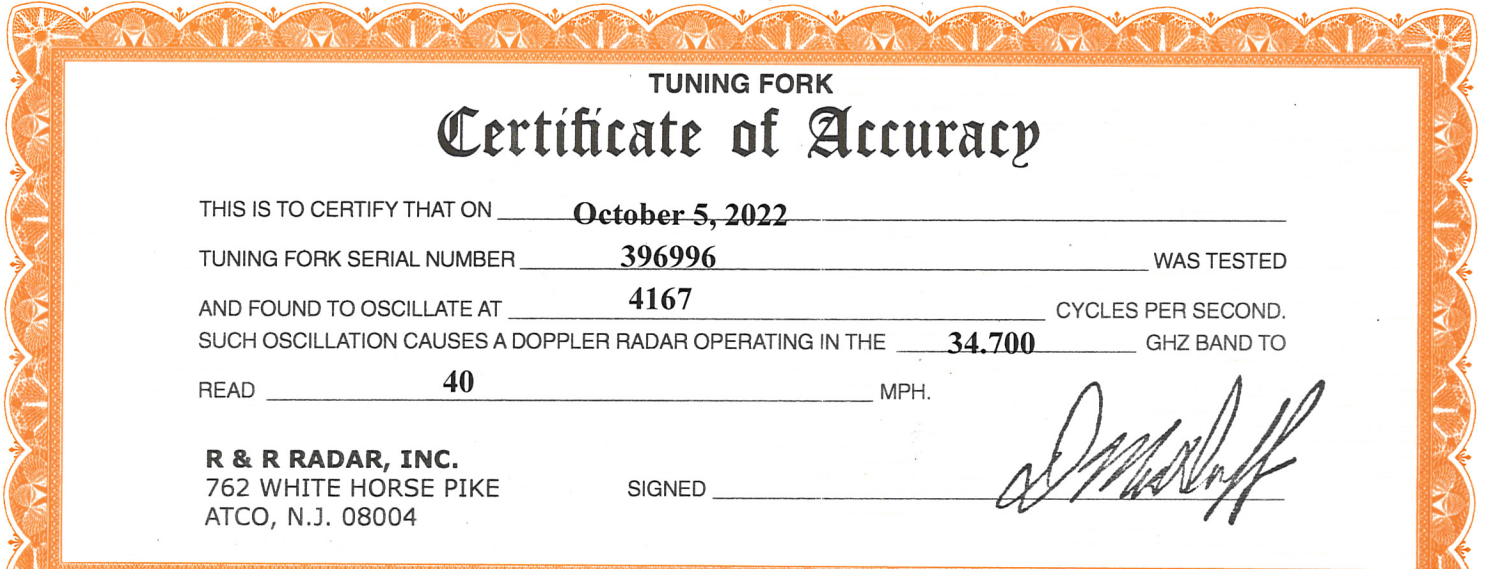 TUNING FORK
Certificate of Accuracy
THIS IS TO CERTIFY THAT ON October 5, 2022
TUNING FORK SERIAL NUMBER 396996 WAS TESTED
AND FOUND TO OSCILLATE AT 4167 CYCLES PER SECOND.
SUCH OSCILLATION CAUSES A DOPPLER RADAR OPERATING IN THE 34.700 GHZ BAND TO
READ 40 MPH.
R & R RADAR, INC.
762 WHITE HORSE PIKE
ATCO, N.J. 08004
SIGNED